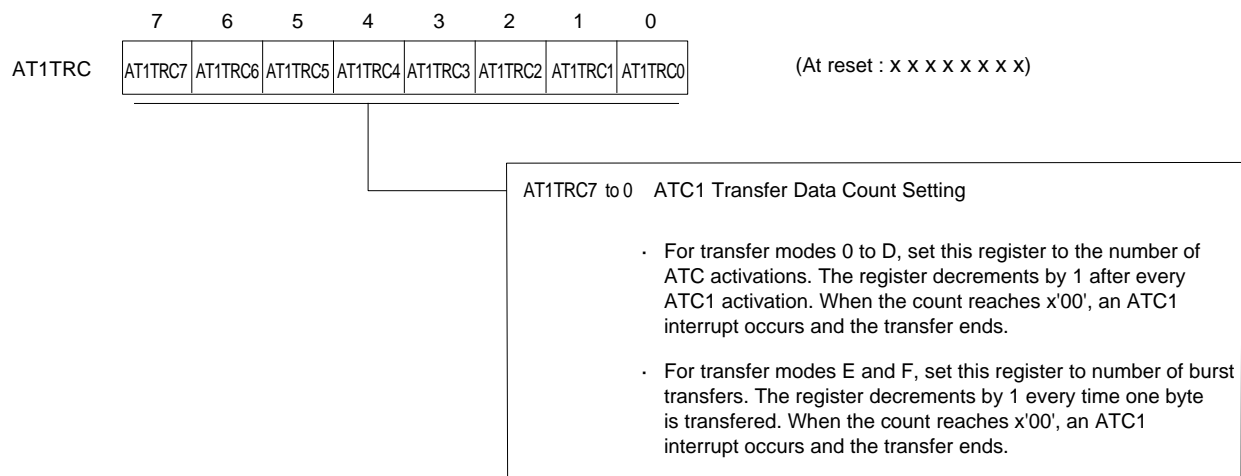 7 6 5 4 3 2 1 0
AT1TRC AT1TRC7 AT1TRC6 AT1TRC5 AT1TRC4 AT1TRC3 AT1TRC2 AT1TRC1 AT1TRC0 (At reset : x x x x x x x x)
AT1TRC7 to 0 ATC1 Transfer Data Count Setting
· For transfer modes 0 to D, set this register to the number of
ATC activations. The register decrements by 1 after every
ATC1 activation. When the count reaches x'00', an ATC1
interrupt occurs and the transfer ends.
· For transfer modes E and F, set this register to number of burst
transfers. The register decrements by 1 every time one byte
is transfered. When the count reaches x'00', an ATC1
interrupt occurs and the transfer ends.